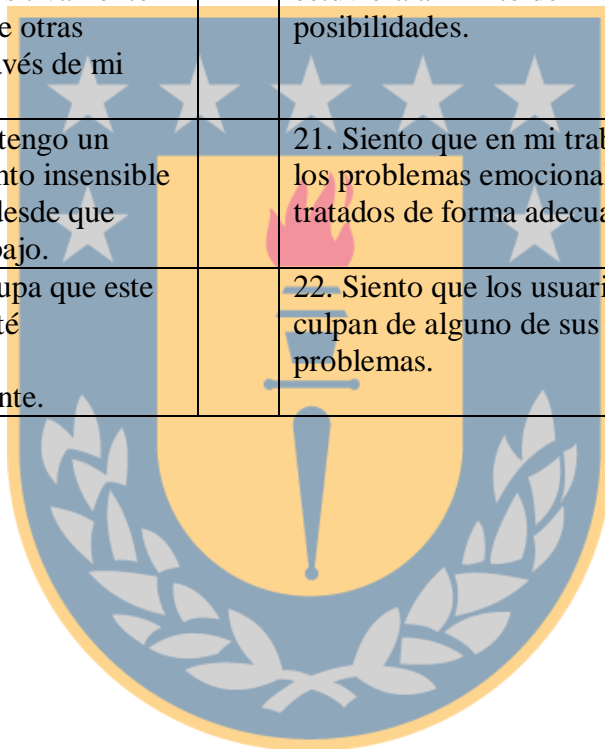 e otras
avés de mi
posibilidades.
tengo un
nto insensible
desde que
bajo.
21. Siento que en mi trab
los problemas emociona
tratados de forma adecua
upa que este
té
nte.
22. Siento que los usuari
culpan de alguno de sus
problemas.